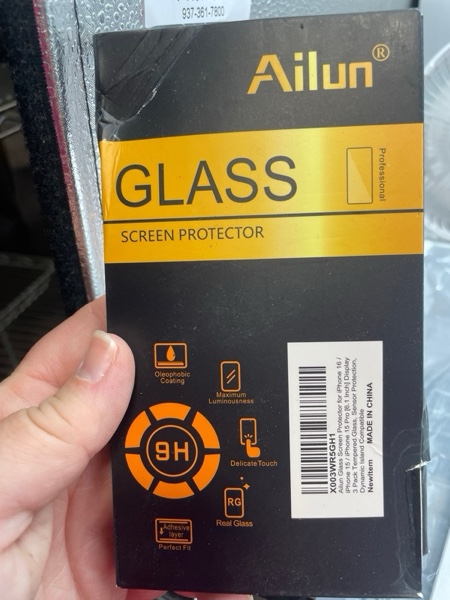 937-361-7800
Ailun®
GLASS
Professional
SCREEN PROTECTOR
Oleophobic
Coating
Maximum
Luminousness
9H
DelicateTouch
RG
Real Glass
Adhesive
layer
Perfect Fit
X003WR5GH1
Ailun Glass Screen Protector for iPhone 16 /
iPhone 15 / iPhone 15 Pro [6.1 Inch] Display
3 Pack Tempered Glass, Sensor Protection,
Dynamic Island Compatible
NewItem MADE IN CHINA